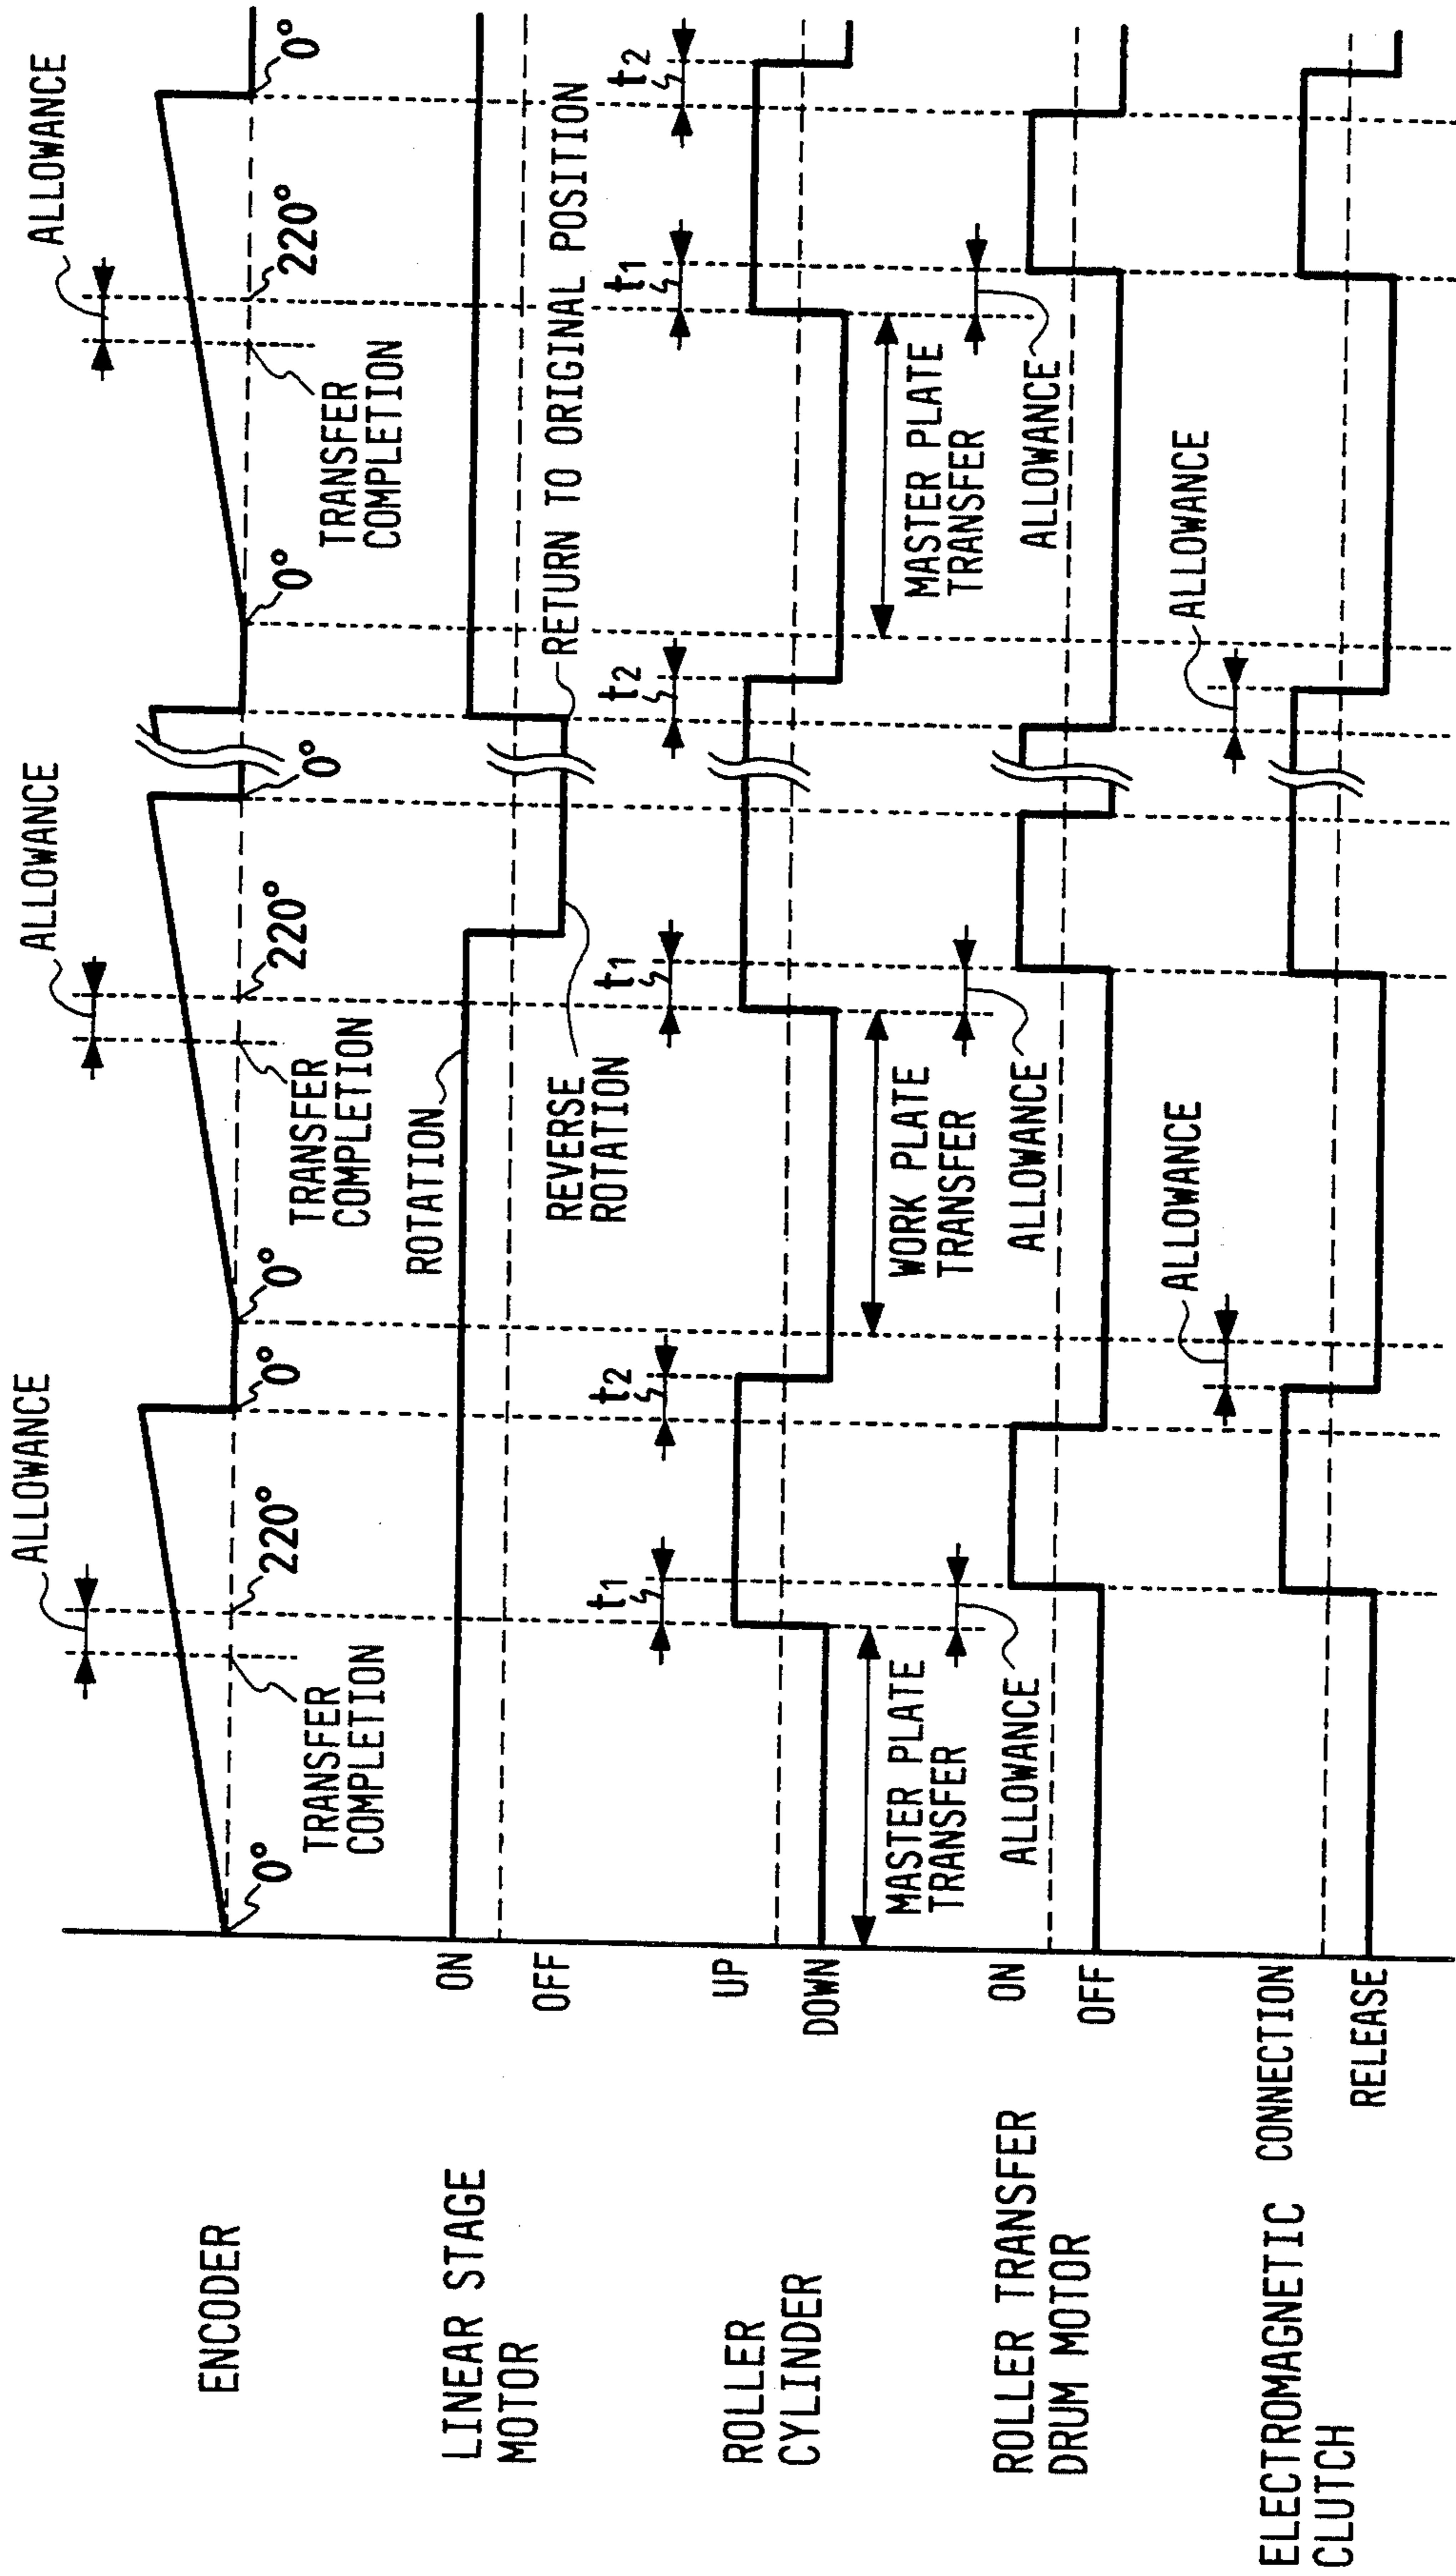 ENCODER
ALLOWANCE
ALLOWANCE
ALLOWANCE
0°
220°
0°
0°
220°
0°
0°
220°
0°
TRANSFER
COMPLETION
TRANSFER
COMPLETION
TRANSFER
COMPLETION
LINEAR STAGE
MOTOR
ON
OFF
ROTATION
REVERSE
ROTATION
RETURN TO ORIGINAL POSITION
ROLLER
CYLINDER
UP
DOWN
t1
t2
t1
t2
t1
t2
MASTER PLATE
TRANSFER
WORK PLATE
TRANSFER
MASTER PLATE
TRANSFER
ROLLER TRANSFER
DRUM MOTOR
ON
OFF
ALLOWANCE
ALLOWANCE
ALLOWANCE
ELECTROMAGNETIC
CLUTCH
CONNECTION
RELEASE
ALLOWANCE
ALLOWANCE